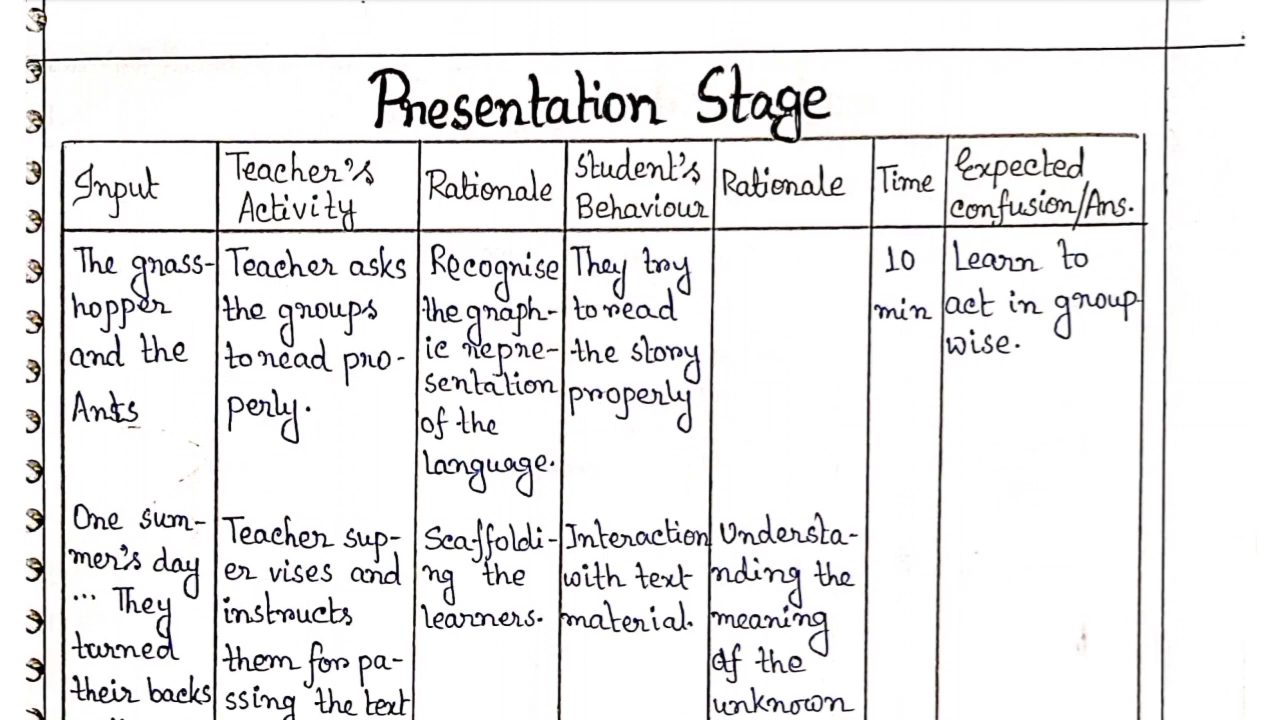 Presentation Stage
Input
Teacher's
Activity
Rationale
Student's
Behaviour
Rationale
Time
Expected
confusion/Ans.
The grass-
hopper
and the
Ants
Teacher asks
the groups
to read pro-
perly.
Recognise
the graph-
ic repre-
sentation
of the
language.
They try
to read
the story
properly
10
min
Learn to
act in group
wise.
One sum-
mer's day
... They
turned
their backs
Teacher sup-
er vises and
instructs
them for pa-
ssing the text
Scaffoldi-
ng the
learners.
Interaction
with text
material.
Understa-
nding the
meaning
of the
unknown